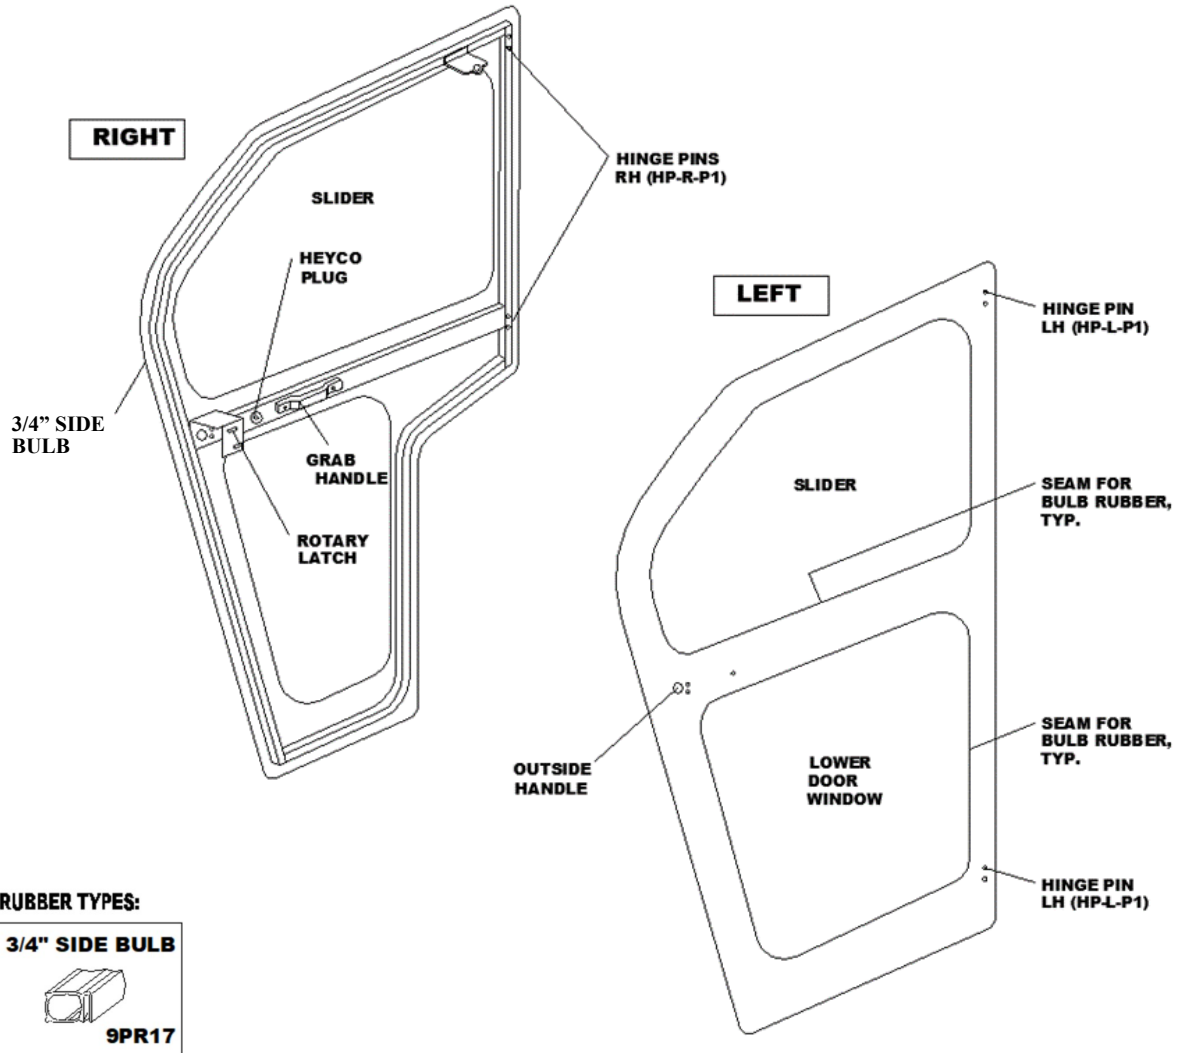 RIGHT
HINGE PINS
RH (HP-R-P1)
SLIDER
HEYCO
PLUG
LEFT
HINGE PIN
LH (HP-L-P1)
3/4” SIDE
BULB
GRAB
HANDLE
ROTARY
LATCH
SLIDER
SEAM FOR
BULB RUBBER,
TYP.
SEAM FOR
BULB RUBBER,
TYP.
OUTSIDE
HANDLE
LOWER
DOOR
WINDOW
HINGE PIN
LH (HP-L-P1)
RUBBER TYPES:
3/4" SIDE BULB
9PR17